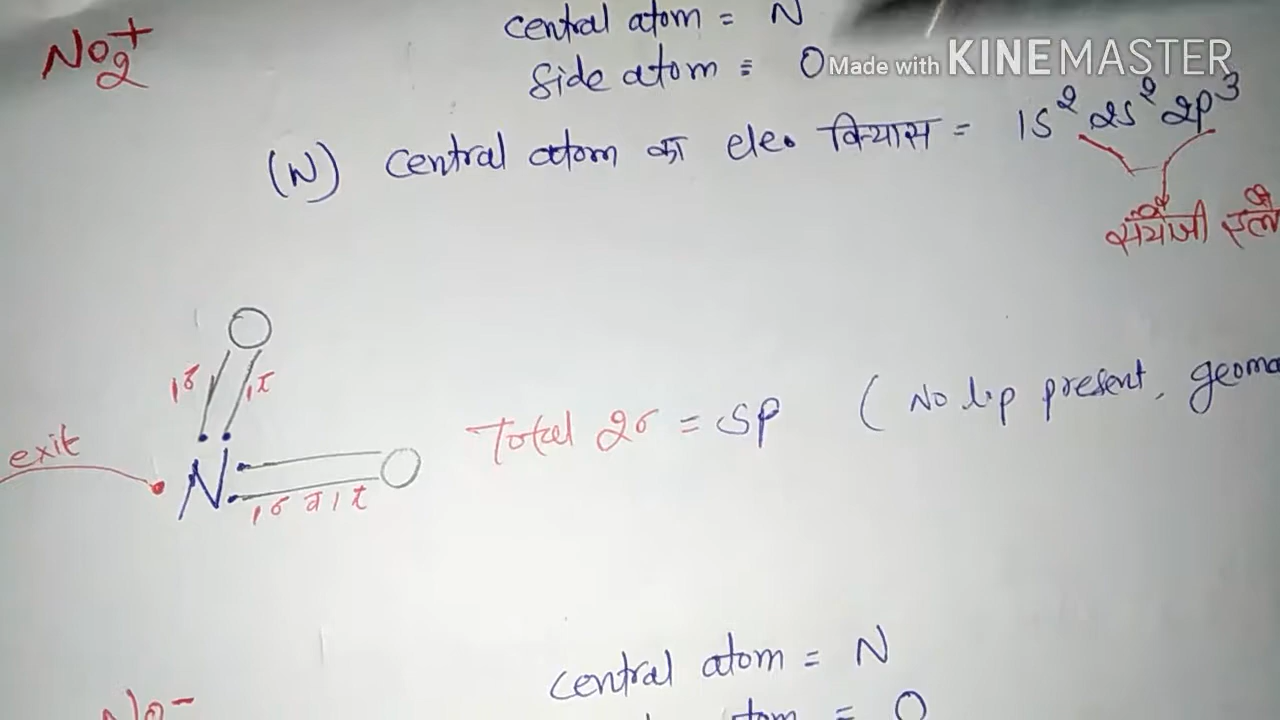 NO2+
central atom = N
Side atom = O
Made with KINEMASTER
(N) central atom का ele. विन्यास = 1s² 2s² 2p³
संयोजी
O
1σ 1π
exit
N O
1σ व 1π
Total 2σ = sp ( No l.p present,
central atom = N
NO-
= O